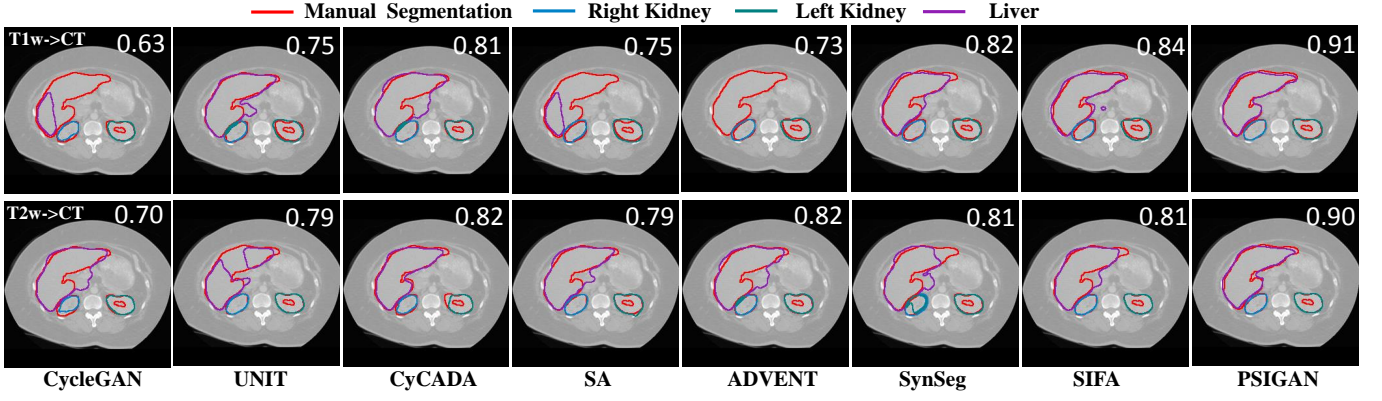 Manual Segmentation Right Kidney Left Kidney Liver
T1w->CT 0.63 0.75 0.81 0.75 0.73 0.82 0.84 0.91
T2w->CT 0.70 0.79 0.82 0.79 0.82 0.81 0.81 0.90
CycleGAN UNIT CyCADA SA ADVENT SynSeg SIFA PSIGAN